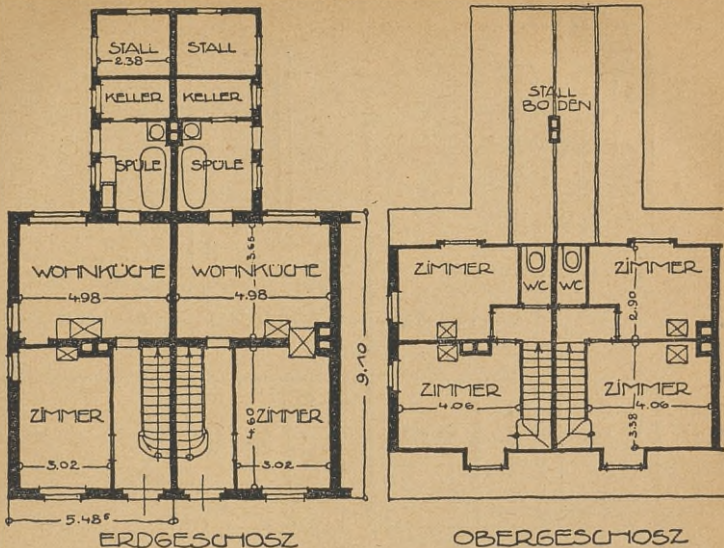 STALL
2.38
STALL
KELLER
KELLER
SPÜLE
SPÜLE
WOHNKÜCHE
4.98
WOHNKÜCHE
4.98
3.65
9.10
ZIMMER
3.02
4.60
ZIMMER
3.02
5.48⁵
ERDGESCHOSZ
STALL
BODEN
ZIMMER
WC
WC
ZIMMER
2.90
ZIMMER
4.06
ZIMMER
4.06
3.38
OBERGESCHOSZ